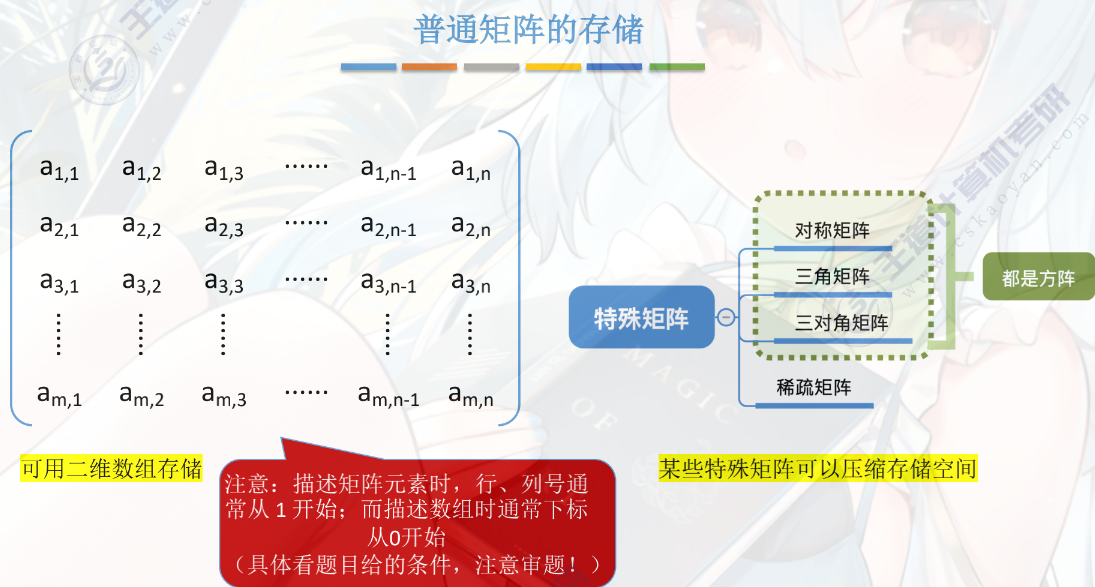 普通矩阵的存储
王道计算机考研
www.cskaoyan.com
a1,1 a1,2 a1,3 …… a1,n-1 a1,n
a2,1 a2,2 a2,3 …… a2,n-1 a2,n
a3,1 a3,2 a3,3 …… a3,n-1 a3,n
am,1 am,2 am,3 …… am,n-1 am,n
可用二维数组存储
注意：描述矩阵元素时，行、列号通
常从 1 开始；而描述数组时通常下标
从0开始
（具体看题目给的条件，注意审题！）
特殊矩阵
对称矩阵
三角矩阵
三对角矩阵
稀疏矩阵
都是方阵
某些特殊矩阵可以压缩存储空间
MAGIC
OF